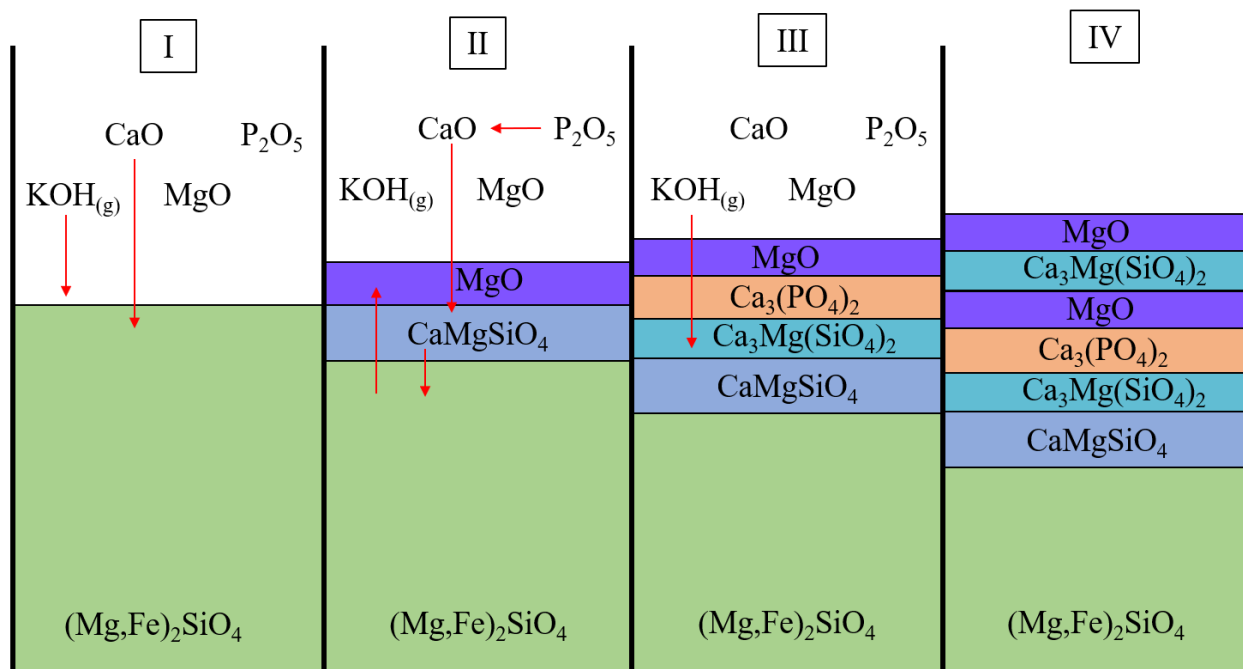 I
CaO P₂O₅
KOH₍g₎ MgO
(Mg,Fe)₂SiO₄
II
CaO P₂O₅
KOH₍g₎ MgO
MgO
CaMgSiO₄
(Mg,Fe)₂SiO₄
III
CaO P₂O₅
KOH₍g₎ MgO
MgO
Ca₃(PO₄)₂
Ca₃Mg(SiO₄)₂
CaMgSiO₄
(Mg,Fe)₂SiO₄
IV
MgO
Ca₃Mg(SiO₄)₂
MgO
Ca₃(PO₄)₂
Ca₃Mg(SiO₄)₂
CaMgSiO₄
(Mg,Fe)₂SiO₄